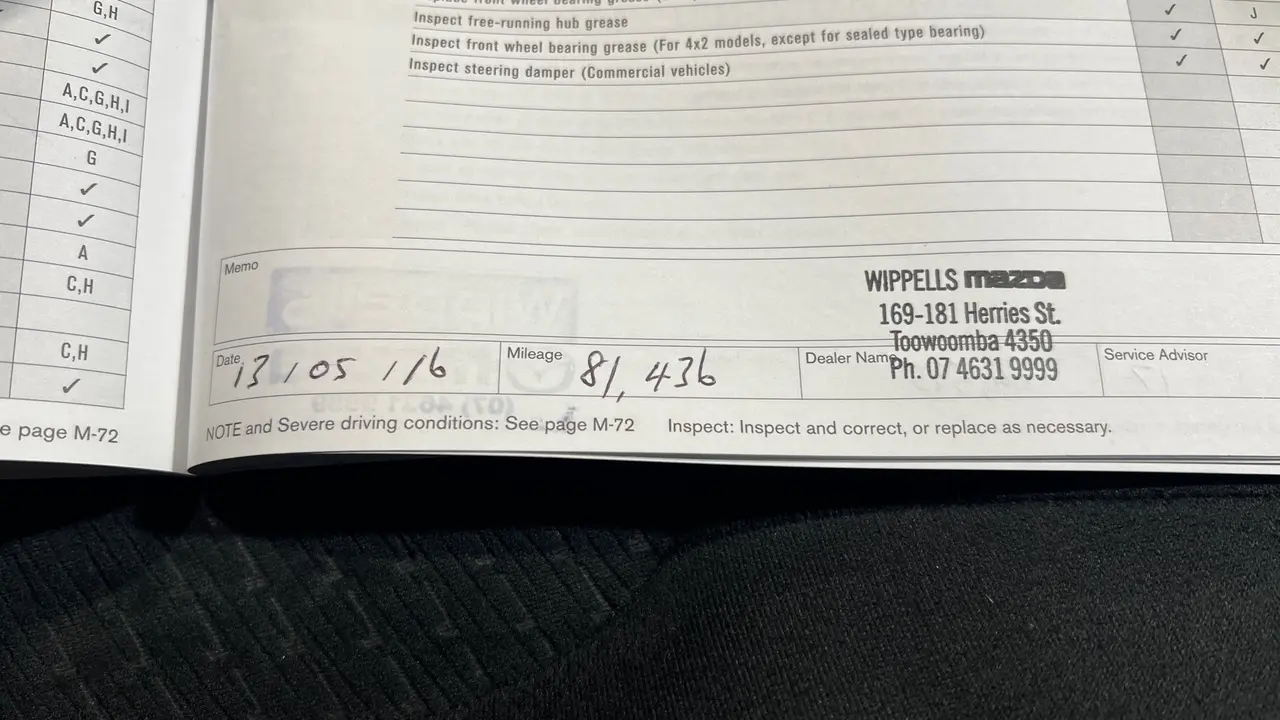 G,H
✓
✓
A,C,G,H,I
A,C,G,H,I
G
✓
✓
A
C,H
C,H
✓
e page M-72
Inspect free-running hub grease ✓ J
Inspect front wheel bearing grease (For 4x2 models, except for sealed type bearing) ✓ ✓
Inspect steering damper (Commercial vehicles) ✓ ✓
Memo
WIPPELLS mazda
169-181 Herries St.
Toowoomba 4350
Ph. 07 4631 9999
Date 13/05/16
Mileage 81,436
Dealer Name
Service Advisor
NOTE and Severe driving conditions: See page M-72 Inspect: Inspect and correct, or replace as necessary.